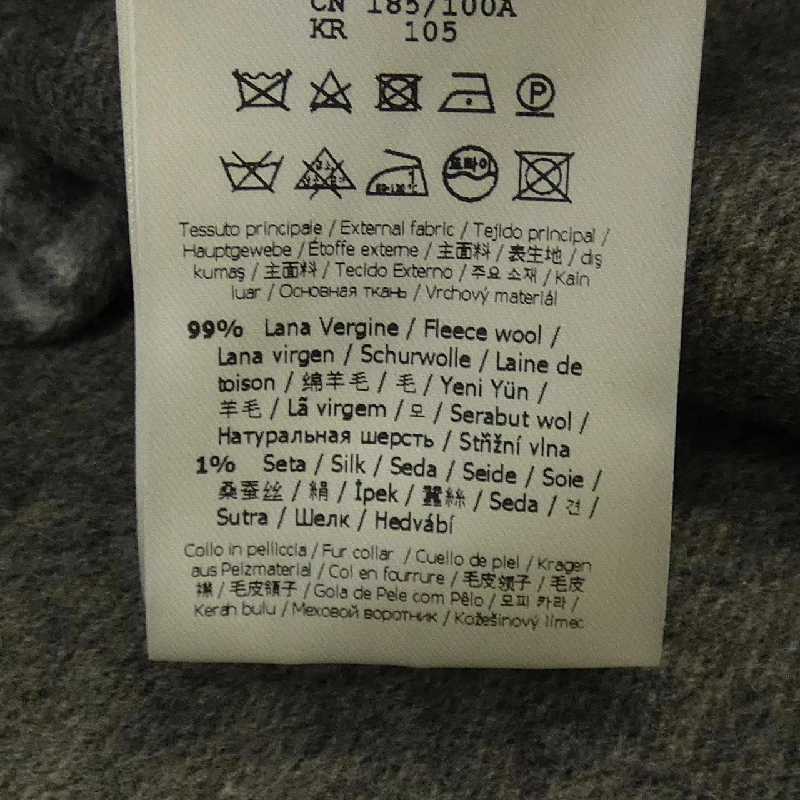 CN 185/100A
KR 105
P
드라이
Tessuto principale / External fabric / Tejido principal /
Hauptgewebe / Étoffe externe / 主面料 / 表生地 / dış
kumaş / 主面料 / Tecido Externo / 주요 소재 / Kain
luar / Основная ткань / Vrchový materiál
99% Lana Vergine / Fleece wool /
Lana virgen / Schurwolle / Laine de
toison / 绵羊毛 / 毛 / Yeni Yün /
羊毛 / Lã virgem / 모 / Serabut wol /
Натуральная шерсть / Střižní vlna
1% Seta / Silk / Seda / Seide / Soie /
桑蚕丝 / 絹 / İpek / 蠶絲 / Seda / 견 /
Sutra / Шелк / Hedvábí
Collo in pelliccia / Fur collar / Cuello de piel / Kragen
aus Pelzmaterial / Col en fourrure / 毛皮领子 / 毛皮
襟 / 毛皮領子 / Gola de Pele com Pêlo / 모피 카라 /
Kerah bulu / Меховой воротник / Kožešinový límec